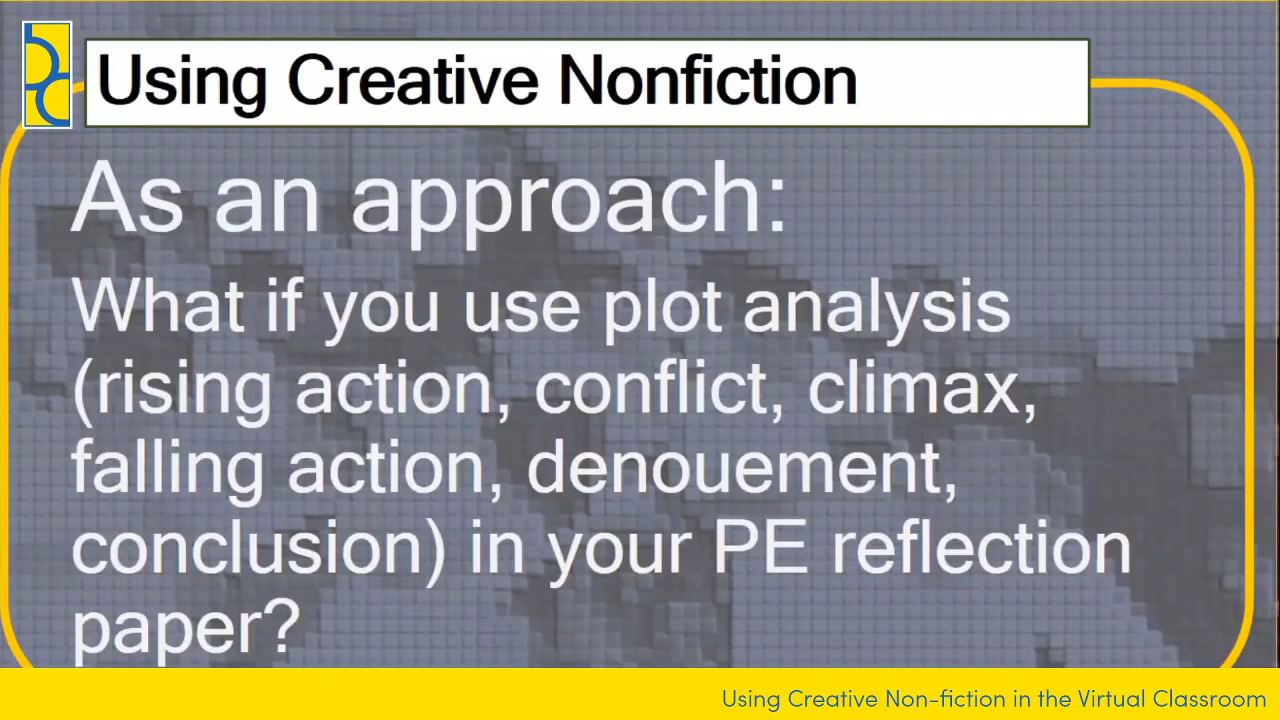 Using Creative Nonfiction
As an approach:
What if you use plot analysis
(rising action, conflict, climax,
falling action, denouement,
conclusion) in your PE reflection
paper?
Using Creative Non-fiction in the Virtual Classroom